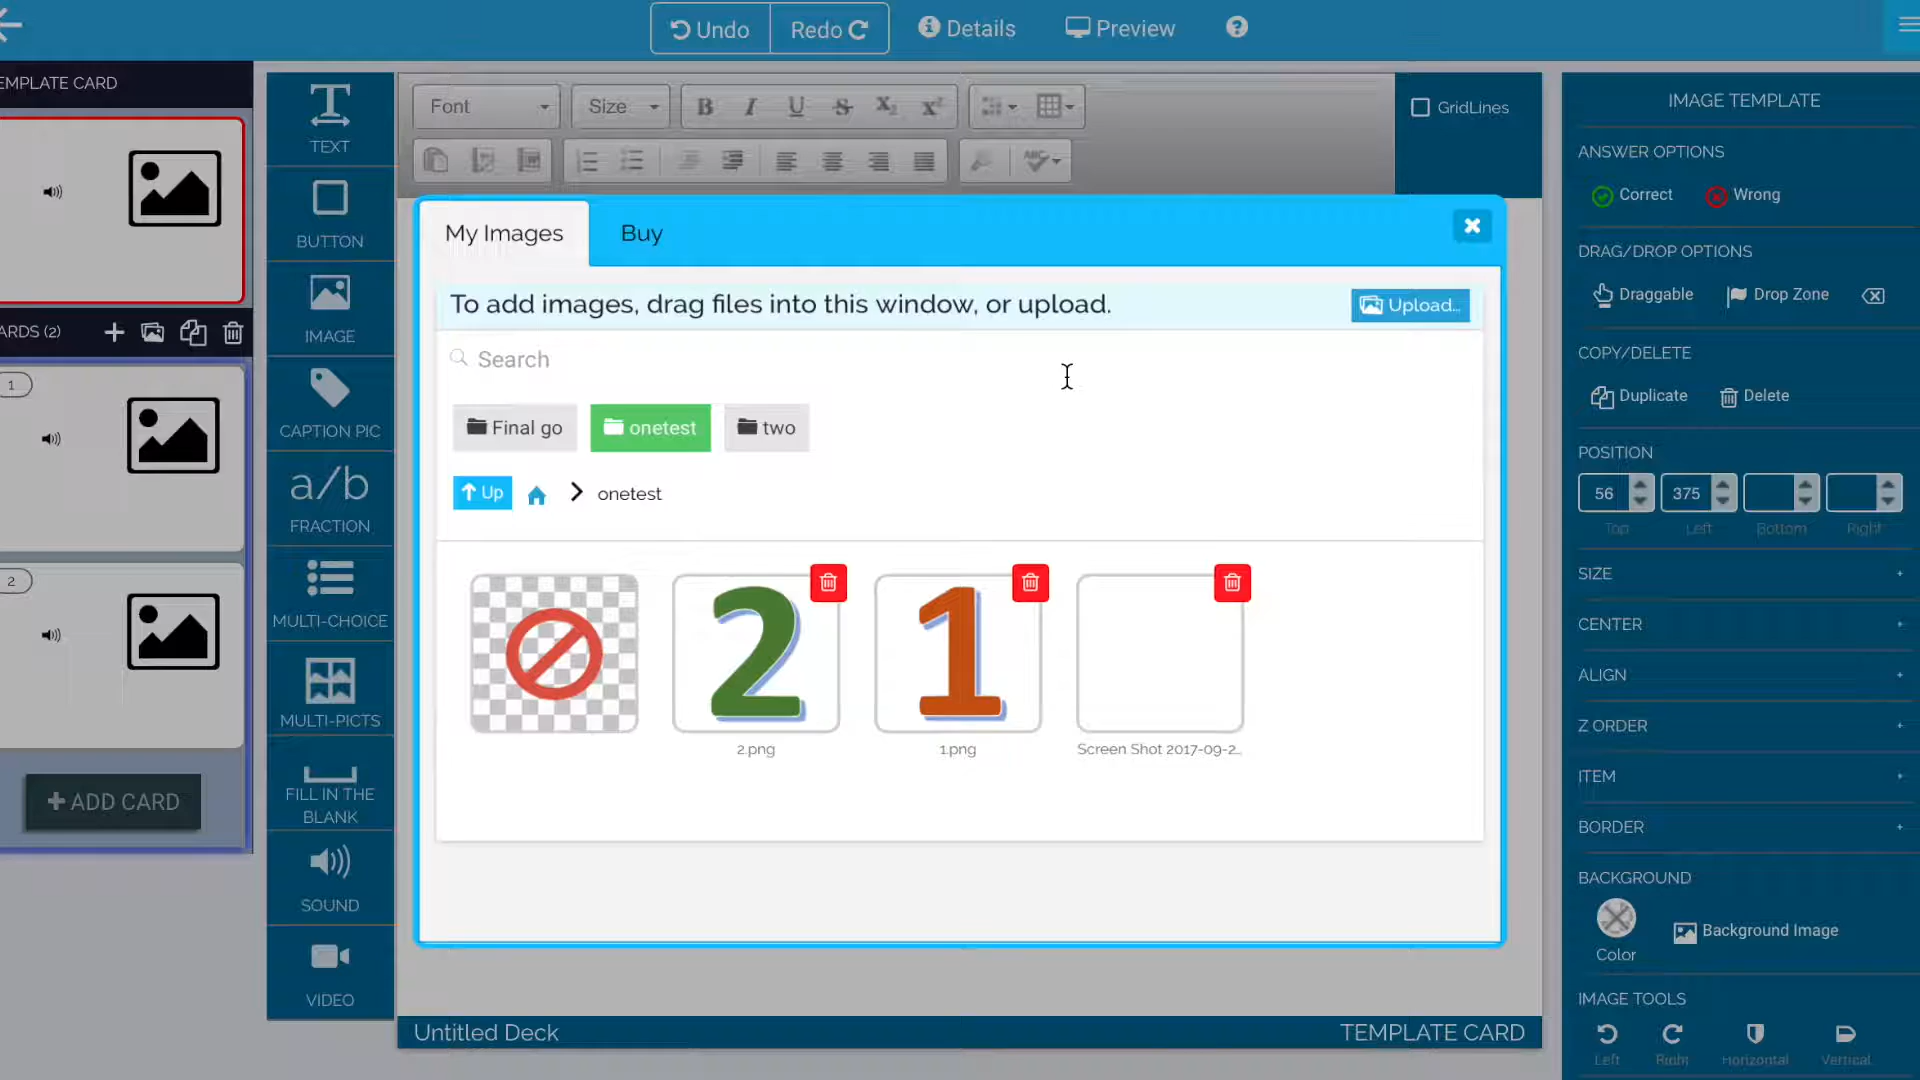 Undo
Redo
Details
Preview
?
EMPLATE CARD
ARDS (2)
1
2
+ ADD CARD
TEXT
BUTTON
IMAGE
CAPTION PIC
a/b
FRACTION
MULTI-CHOICE
MULTI-PICTS
FILL IN THE
BLANK
SOUND
VIDEO
Font
Size
B I U S X₂ X²
ABC
GridLines
My Images
Buy
To add images, drag files into this window, or upload.
Upload...
Search
Final go
onetest
two
Up
onetest
2
1
2.png
1.png
Screen Shot 2017-09-2...
Untitled Deck
TEMPLATE CARD
IMAGE TEMPLATE
ANSWER OPTIONS
Correct
Wrong
DRAG/DROP OPTIONS
Draggable
Drop Zone
COPY/DELETE
Duplicate
Delete
POSITION
56
375
Top
Left
Bottom
Right
SIZE +
CENTER +
ALIGN +
Z ORDER +
ITEM +
BORDER +
BACKGROUND
Color
Background Image
IMAGE TOOLS
Left
Right
Horizontal
Vertical